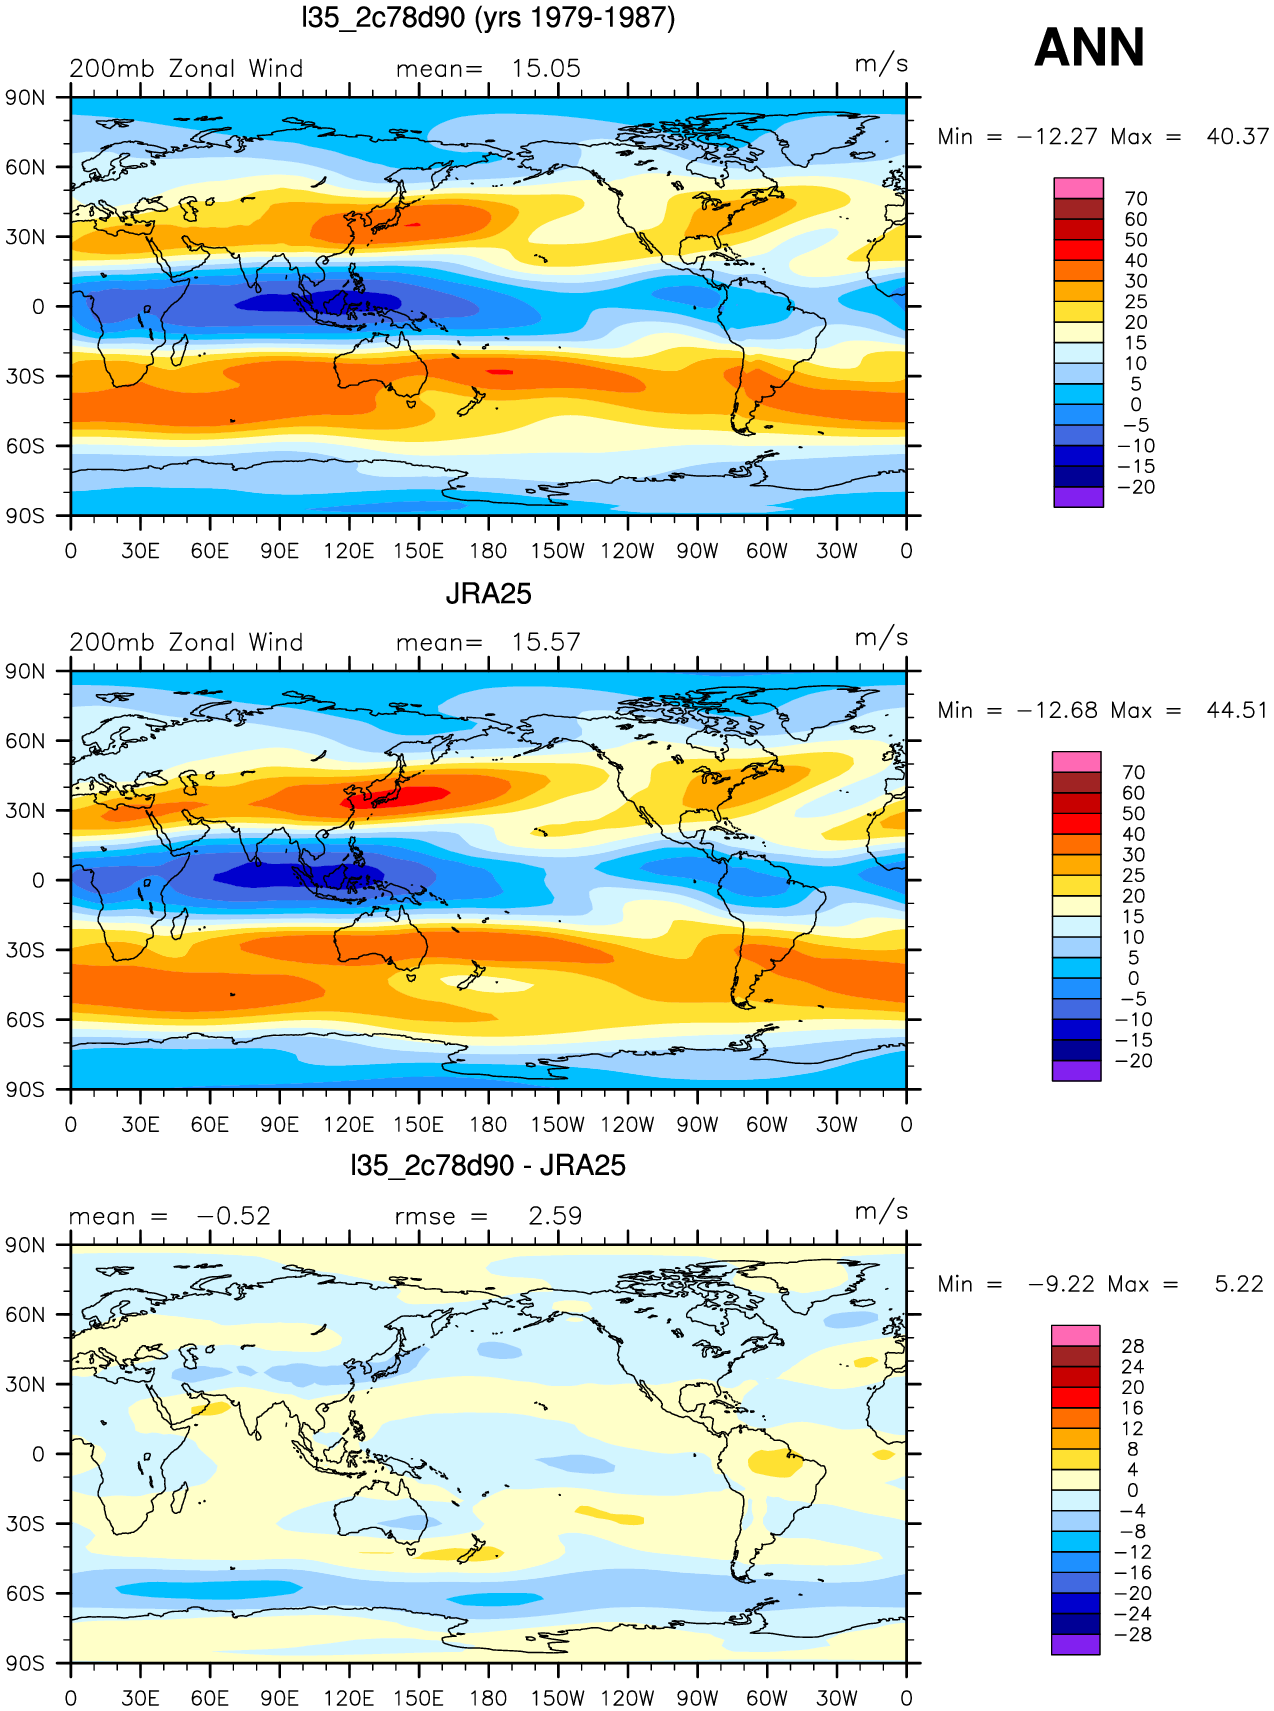 l35_2c78d90 (yrs 1979-1987)
ANN
200mb Zonal Wind mean= 15.05 m/s
Min = -12.27 Max = 40.37
90N
60N
30N
0
30S
60S
90S
0 30E 60E 90E 120E 150E 180 150W 120W 90W 60W 30W 0
70
60
50
40
30
25
20
15
10
5
0
-5
-10
-15
-20
JRA25
200mb Zonal Wind mean= 15.57 m/s
Min = -12.68 Max = 44.51
90N
60N
30N
0
30S
60S
90S
0 30E 60E 90E 120E 150E 180 150W 120W 90W 60W 30W 0
70
60
50
40
30
25
20
15
10
5
0
-5
-10
-15
-20
l35_2c78d90 - JRA25
mean = -0.52 rmse = 2.59 m/s
Min = -9.22 Max = 5.22
90N
60N
30N
0
30S
60S
90S
0 30E 60E 90E 120E 150E 180 150W 120W 90W 60W 30W 0
28
24
20
16
12
8
4
0
-4
-8
-12
-16
-20
-24
-28